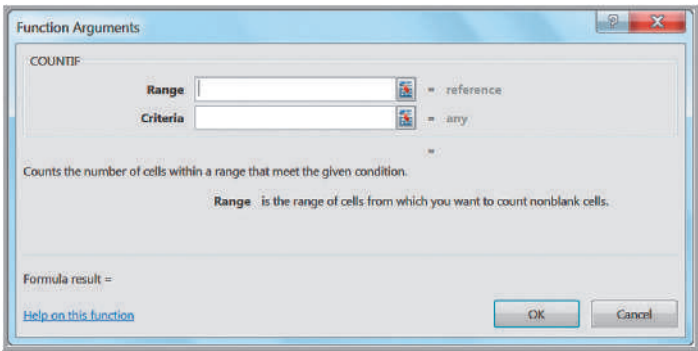 Function Arguments
COUNTIF
Range = reference
Criteria = any
=
Counts the number of cells within a range that meet the given condition.
Range is the range of cells from which you want to count nonblank cells.
Formula result =
Help on this function
OK Cancel